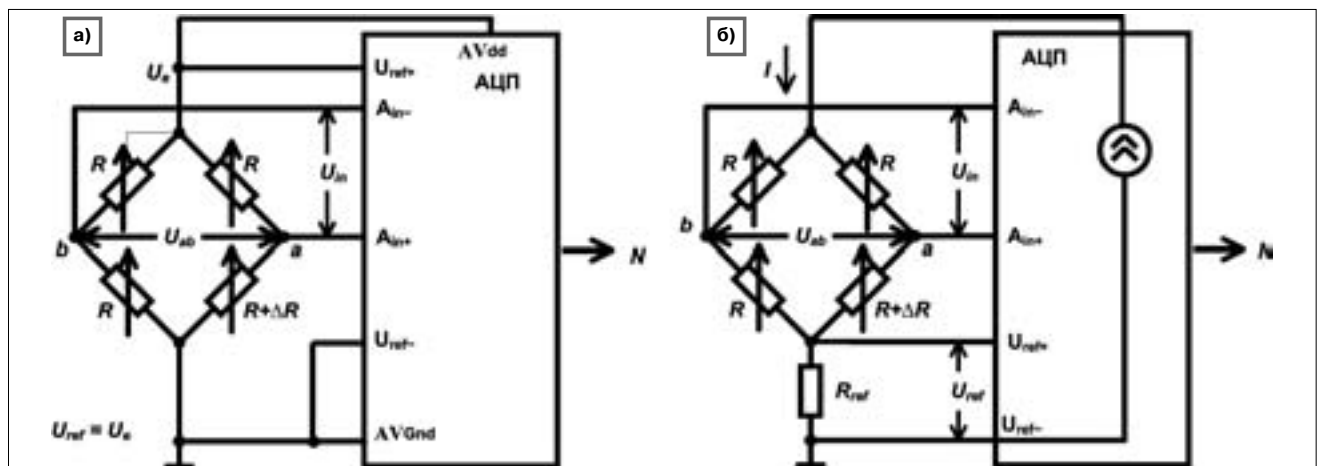 а)
AVdd
АЦП
Uref+
Ue
Ain–
R
R
Uin
b
Uab
a
Ain+
N
R
R+ΔR
Uref–
Uref = Ue
AVGnd
б)
АЦП
I
Ain–
R
R
Uin
b
Uab
a
Ain+
N
R
R+ΔR
Uref+
Rref
Uref
Uref–